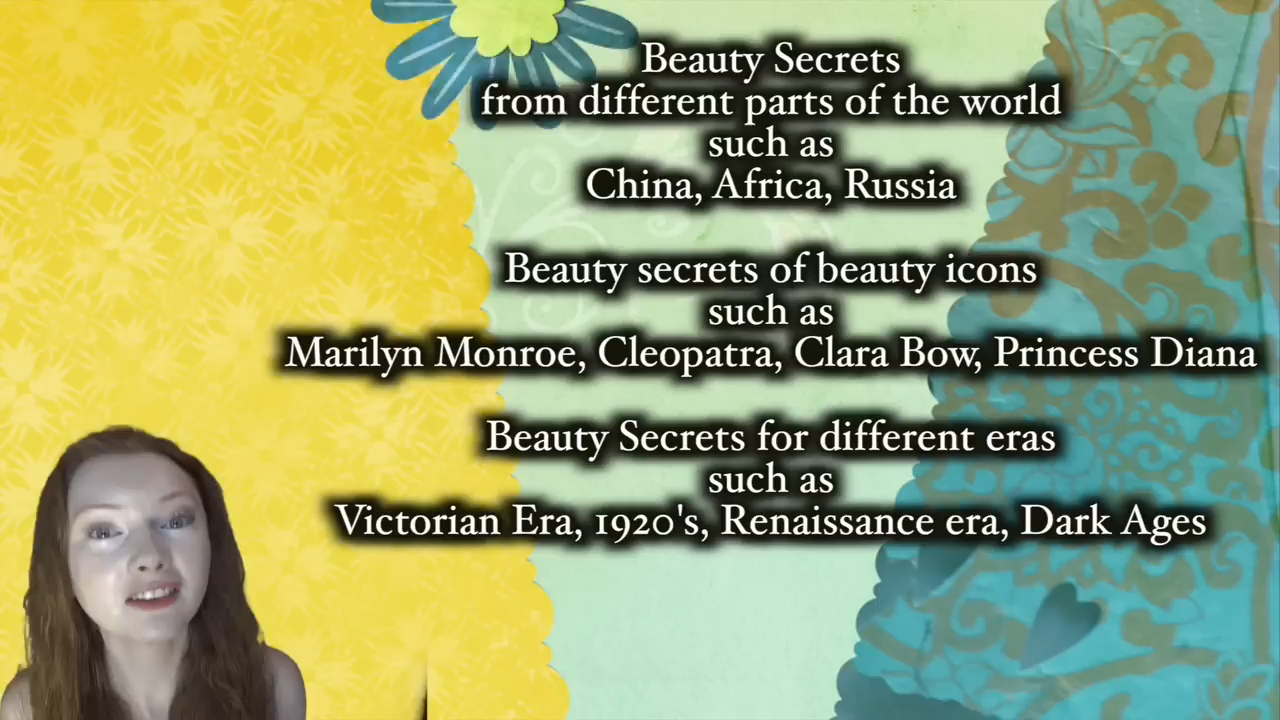 Beauty Secrets
from different parts of the world
such as
China, Africa, Russia
Beauty secrets of beauty icons
such as
Marilyn Monroe, Cleopatra, Clara Bow, Princess Diana
Beauty Secrets for different eras
such as
Victorian Era, 1920's, Renaissance era, Dark Ages